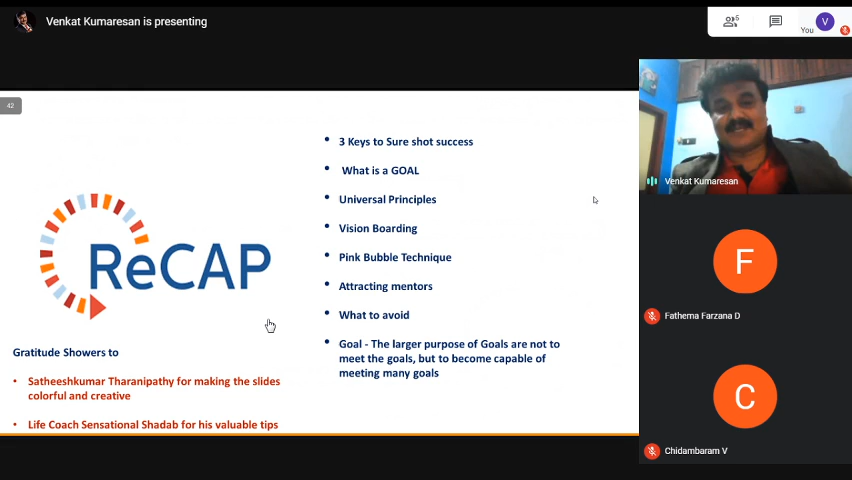 Venkat Kumaresan is presenting
5
You
V
42
3 Keys to Sure shot success
What is a GOAL
Universal Principles
Vision Boarding
Pink Bubble Technique
Attracting mentors
What to avoid
Goal - The larger purpose of Goals are not to
meet the goals, but to become capable of
meeting many goals
ReCAP
Gratitude Showers to
Satheeshkumar Tharanipathy for making the slides
colorful and creative
Life Coach Sensational Shadab for his valuable tips
Venkat Kumaresan
F
Fathema Farzana D
C
Chidambaram V